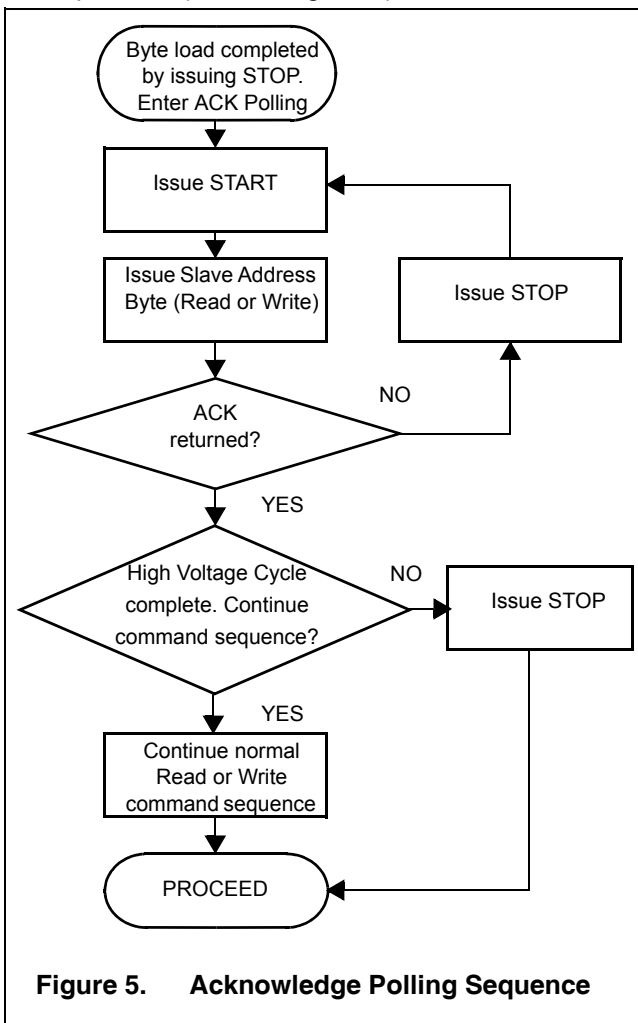 Byte load completed
by issuing STOP.
Enter ACK Polling
Issue START
Issue Slave Address
Byte (Read or Write)
Issue STOP
ACK
returned?
NO
YES
High Voltage Cycle
complete. Continue
command sequence?
NO
Issue STOP
YES
Continue normal
Read or Write
command sequence
PROCEED
Figure 5. Acknowledge Polling Sequence